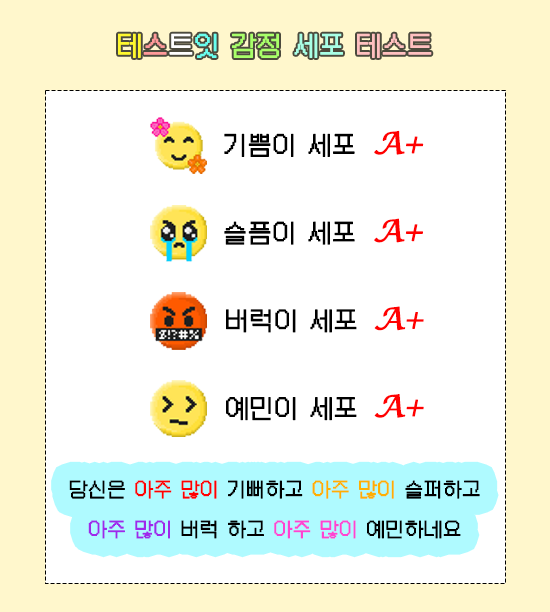 테스트잇 감정 세포 테스트
기쁨이 세포 A+
슬픔이 세포 A+
$!?#%
버럭이 세포 A+
예민이 세포 A+
당신은 아주 많이 기뻐하고 아주 많이 슬퍼하고
아주 많이 버럭 하고 아주 많이 예민하네요